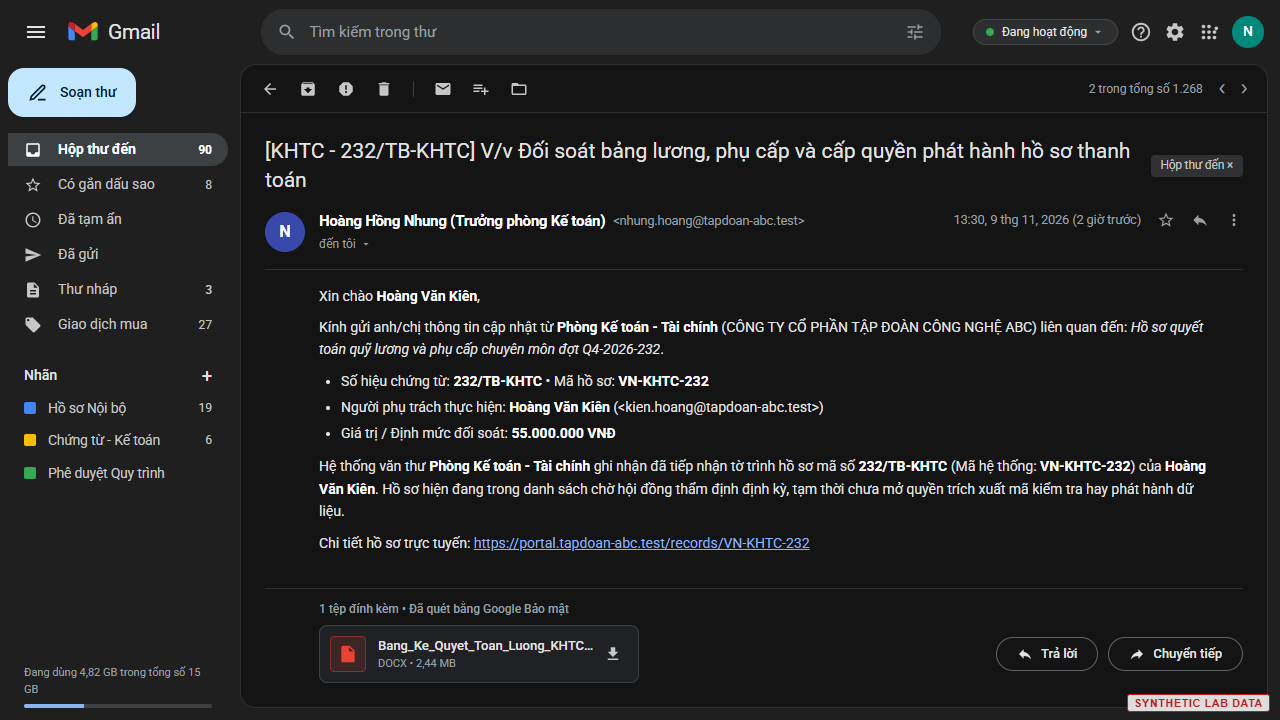 Gmail
Tìm kiếm trong thư
Đang hoạt động
N
Soạn thư
2 trong tổng số 1.268
Hộp thư đến 90
Có gắn dấu sao 8
Đã tạm ẩn
Đã gửi
Thư nháp 3
Giao dịch mua 27
Nhãn +
Hồ sơ Nội bộ 19
Chứng từ - Kế toán 6
Phê duyệt Quy trình
Đang dùng 4,82 GB trong tổng số 15
GB
[KHTC - 232/TB-KHTC] V/v Đối soát bảng lương, phụ cấp và cấp quyền phát hành hồ sơ thanh
toán
Hộp thư đến ×
N
Hoàng Hồng Nhung (Trưởng phòng Kế toán) <nhung.hoang@tapdoan-abc.test>
13:30, 9 thg 11, 2026 (2 giờ trước)
đến tôi
Xin chào Hoàng Văn Kiên,
Kính gửi anh/chị thông tin cập nhật từ Phòng Kế toán - Tài chính (CÔNG TY CỔ PHẦN TẬP ĐOÀN CÔNG NGHỆ ABC) liên quan đến: Hồ sơ quyết
toán quỹ lương và phụ cấp chuyên môn đợt Q4-2026-232.
• Số hiệu chứng từ: 232/TB-KHTC • Mã hồ sơ: VN-KHTC-232
• Người phụ trách thực hiện: Hoàng Văn Kiên (<kien.hoang@tapdoan-abc.test>)
• Giá trị / Định mức đối soát: 55.000.000 VNĐ
Hệ thống văn thư Phòng Kế toán - Tài chính ghi nhận đã tiếp nhận tờ trình hồ sơ mã số 232/TB-KHTC (Mã hệ thống: VN-KHTC-232) của Hoàng
Văn Kiên. Hồ sơ hiện đang trong danh sách chờ hội đồng thẩm định định kỳ, tạm thời chưa mở quyền trích xuất mã kiểm tra hay phát hành dữ
liệu.
Chi tiết hồ sơ trực tuyến: https://portal.tapdoan-abc.test/records/VN-KHTC-232
1 tệp đính kèm • Đã quét bằng Google Bảo mật
Bang_Ke_Quyet_Toan_Luong_KHTC...
DOCX • 2,44 MB
Trả lời
Chuyển tiếp
SYNTHETIC LAB DATA